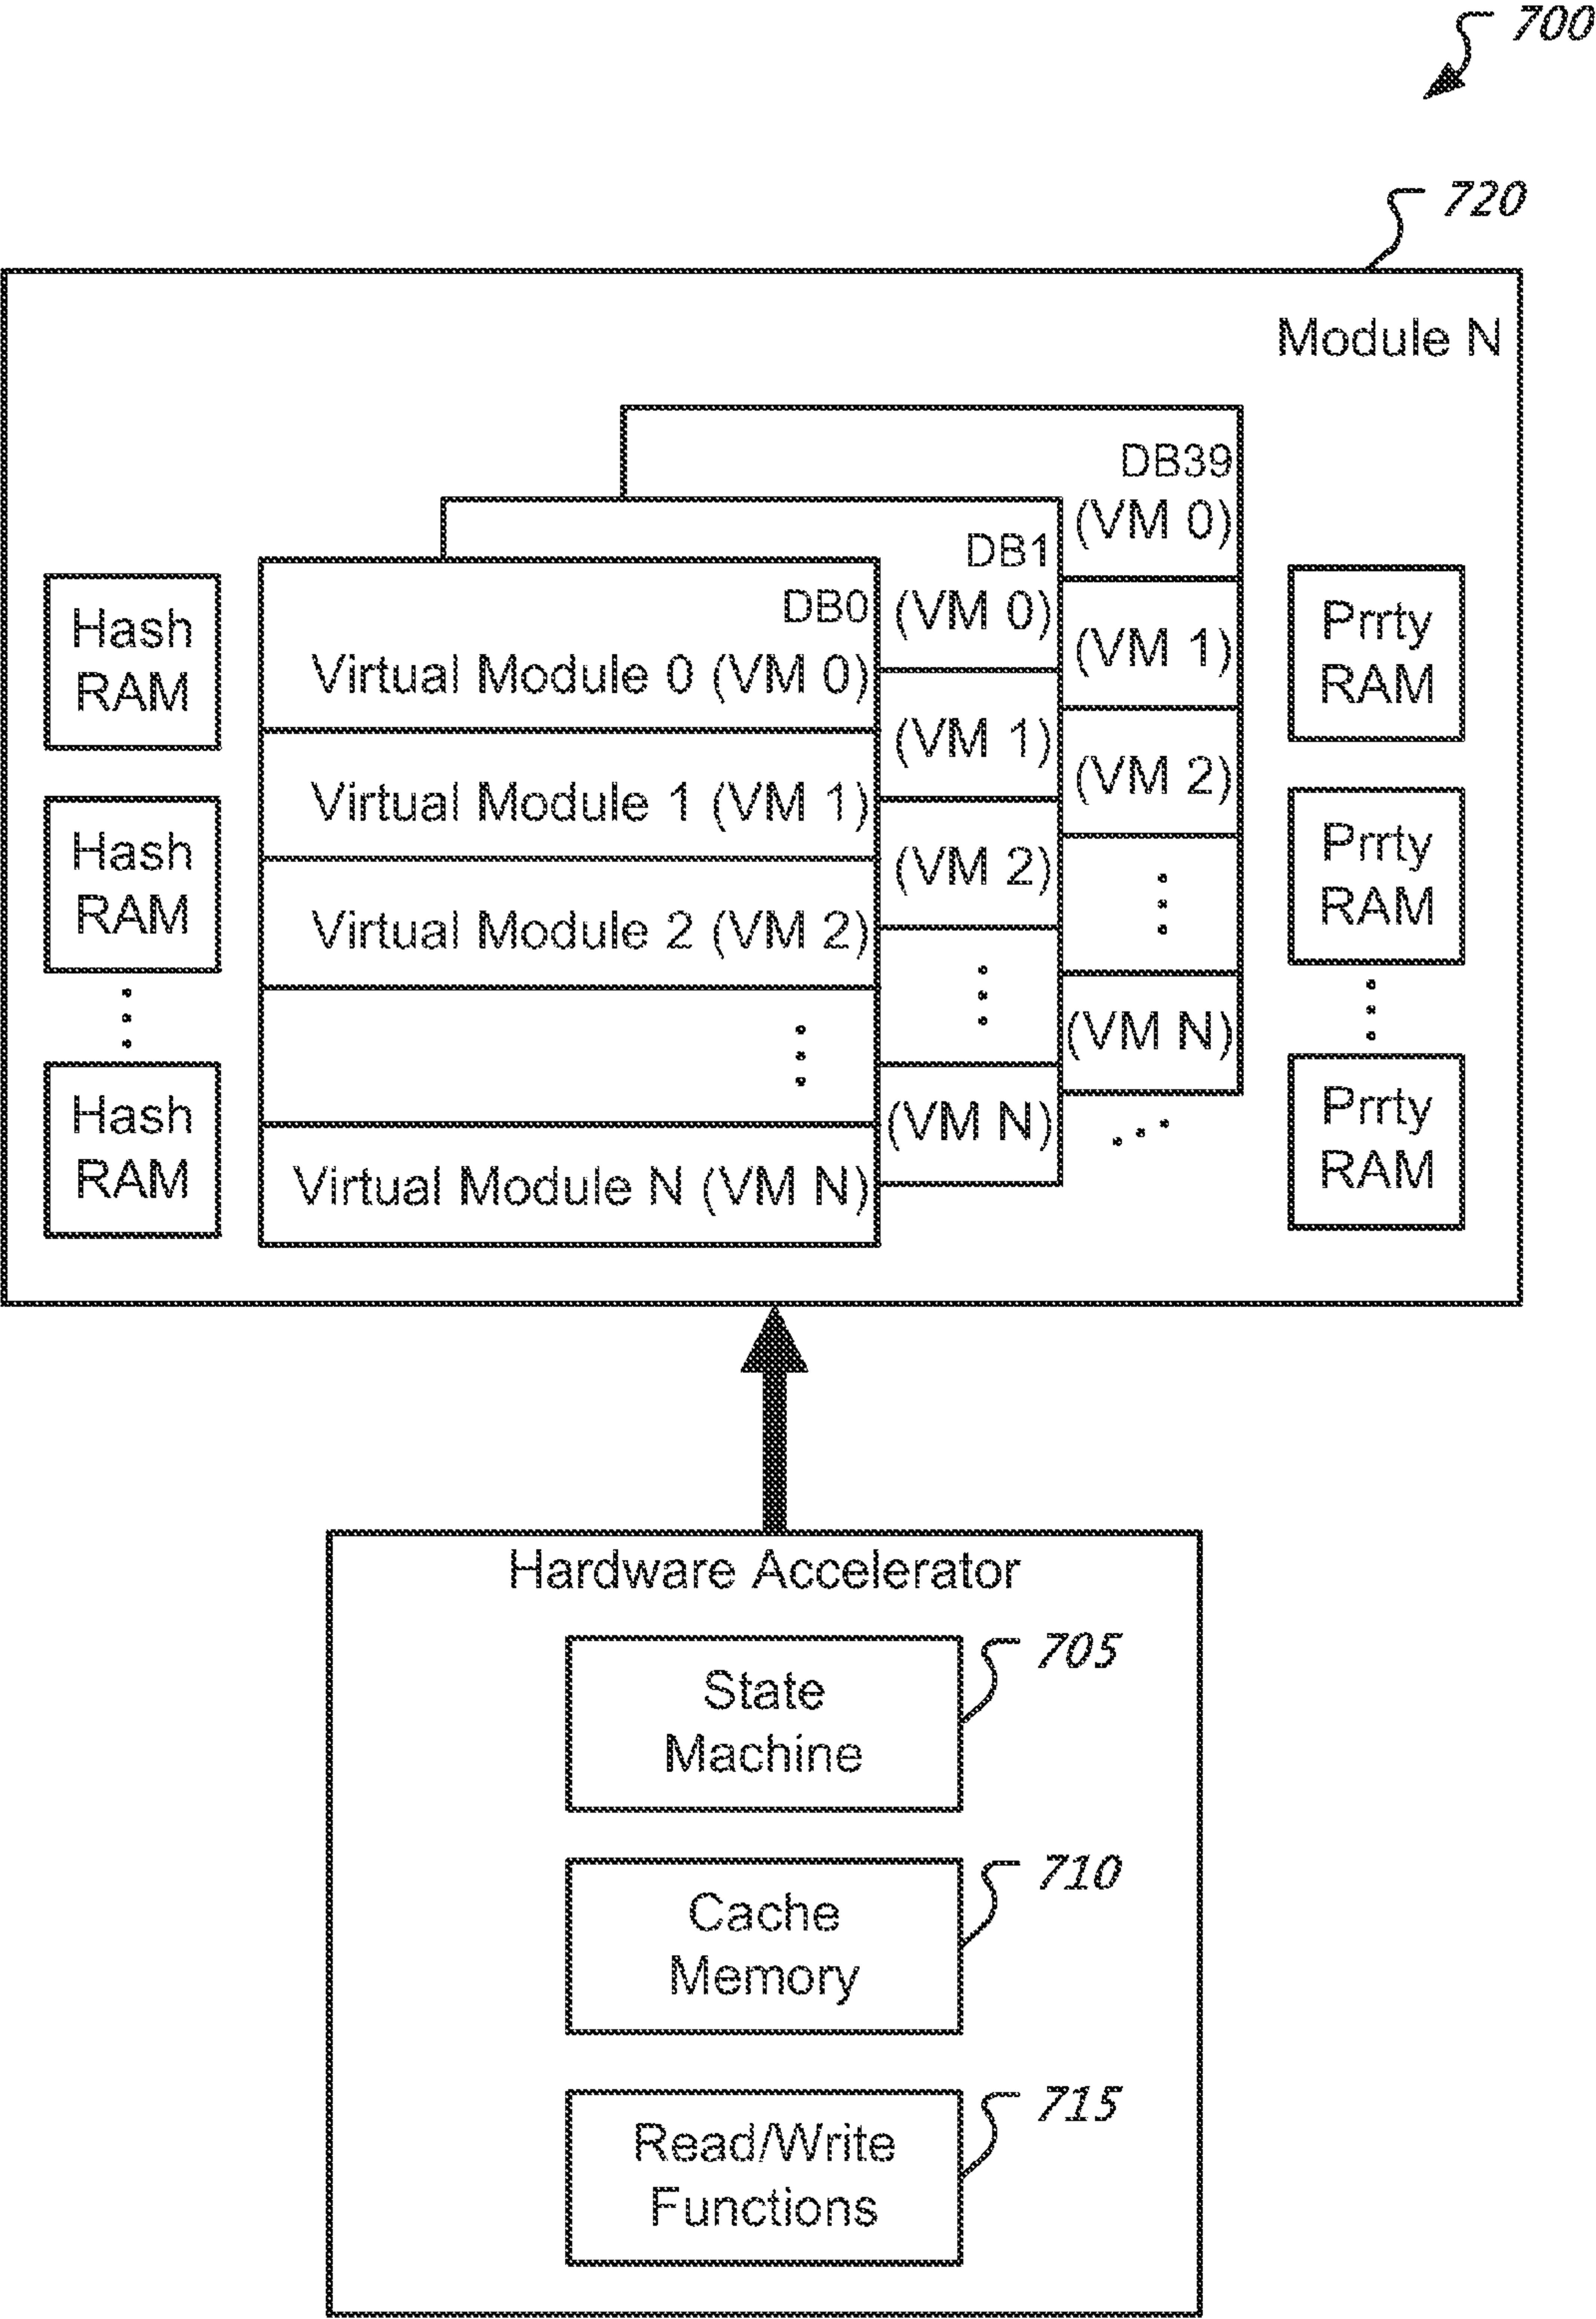 700
720
Module N
DB39
(VM 0)
(VM 1)
(VM 2)
(VM N)
DB1
(VM 0)
(VM 1)
(VM 2)
(VM N)
DB0
Virtual Module 0 (VM 0)
Virtual Module 1 (VM 1)
Virtual Module 2 (VM 2)
Virtual Module N (VM N)
Hash
RAM
Hash
RAM
Hash
RAM
Prrty
RAM
Prrty
RAM
Prrty
RAM
Hardware Accelerator
State
Machine
705
Cache
Memory
710
Read/Write
Functions
715